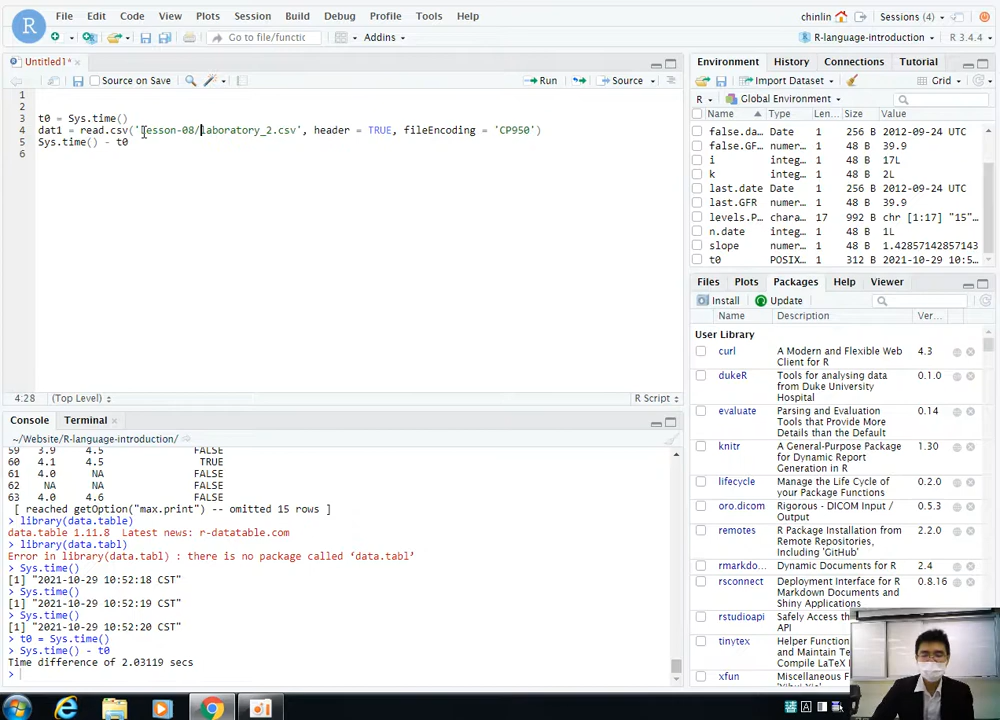 File Edit Code View Plots Session Build Debug Profile Tools Help
chinlin Sessions (4)
R Go to file/functic Addins
R-language-introduction R 3.4.4
Untitled1*
Source on Save Run Source
1
2
3 t0 = Sys.time()
4 dat1 = read.csv('lesson-08/laboratory_2.csv', header = TRUE, fileEncoding = 'CP950')
5 Sys.time() - t0
6
4:28 (Top Level) R Script
Console Terminal
~/Website/R-language-introduction/
59 3.9 4.5 FALSE
60 4.1 4.5 TRUE
61 4.0 NA FALSE
62 NA NA FALSE
63 4.0 4.6 FALSE
[ reached getOption("max.print") -- omitted 15 rows ]
> library(data.table)
data.table 1.11.8 Latest news: r-datatable.com
> library(data.tabl)
Error in library(data.tabl) : there is no package called ‘data.tabl’
> Sys.time()
[1] "2021-10-29 10:52:18 CST"
> Sys.time()
[1] "2021-10-29 10:52:19 CST"
> Sys.time()
[1] "2021-10-29 10:52:20 CST"
> t0 = Sys.time()
> Sys.time() - t0
Time difference of 2.03119 secs
>
Environment History Connections Tutorial
Import Dataset Grid
R Global Environment
Name Type Len... Size Value
false.da... Date 1 256 B 2012-09-24 UTC
false.GF... numer... 1 48 B 39.9
i integ... 1 48 B 17L
k integ... 1 48 B 2L
last.date Date 1 256 B 2012-09-24 UTC
last.GFR numer... 1 48 B 39.9
levels.P... chara... 17 992 B chr [1:17] "15"...
n.date integ... 1 48 B 1L
slope numer... 1 48 B 1.42857142857143
t0 POSIX... 1 312 B 2021-10-29 10:5...
Files Plots Packages Help Viewer
Install Update
Name Description Ver...
User Library
curl A Modern and Flexible Web Client for R 4.3
dukeR Tools for analysing data from Duke University Hospital 0.1.0
evaluate Parsing and Evaluation Tools that Provide More Details than the Default 0.14
knitr A General-Purpose Package for Dynamic Report Generation in R 1.30
lifecycle Manage the Life Cycle of your Package Functions 0.2.0
oro.dicom Rigorous - DICOM Input / Output 0.5.3
remotes R Package Installation from Remote Repositories, Including 'GitHub' 2.2.0
rmarkdo... Dynamic Documents for R 2.4
rsconnect Deployment Interface for R Markdown Documents and Shiny Applications 0.8.16
rstudioapi Safely Access th API
tinytex Helper Function and Maintain Te Compile LaTeX
xfun Miscellaneous F